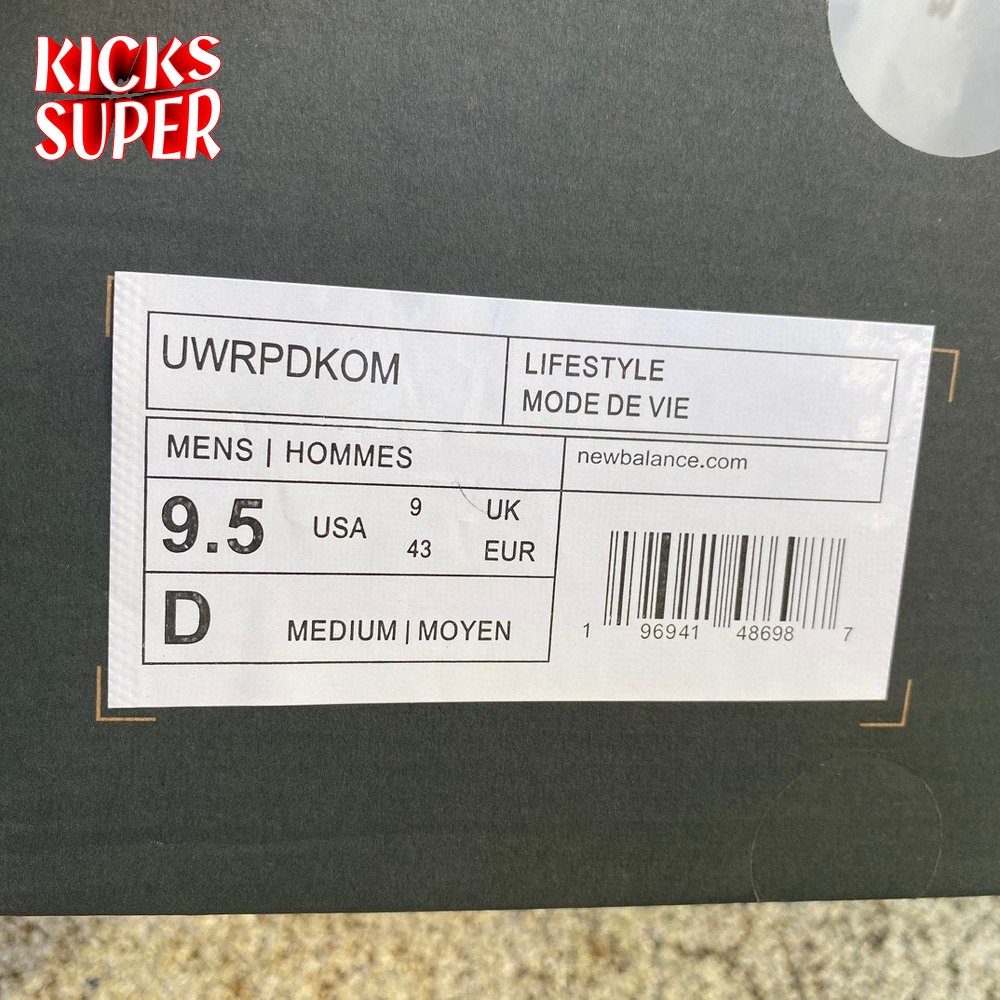 KICKS
SUPER
UWRPDKOM
LIFESTYLE
MODE DE VIE
MENS | HOMMES
newbalance.com
9.5 USA 9 UK
43 EUR
D MEDIUM | MOYEN
1 96941 48698 7